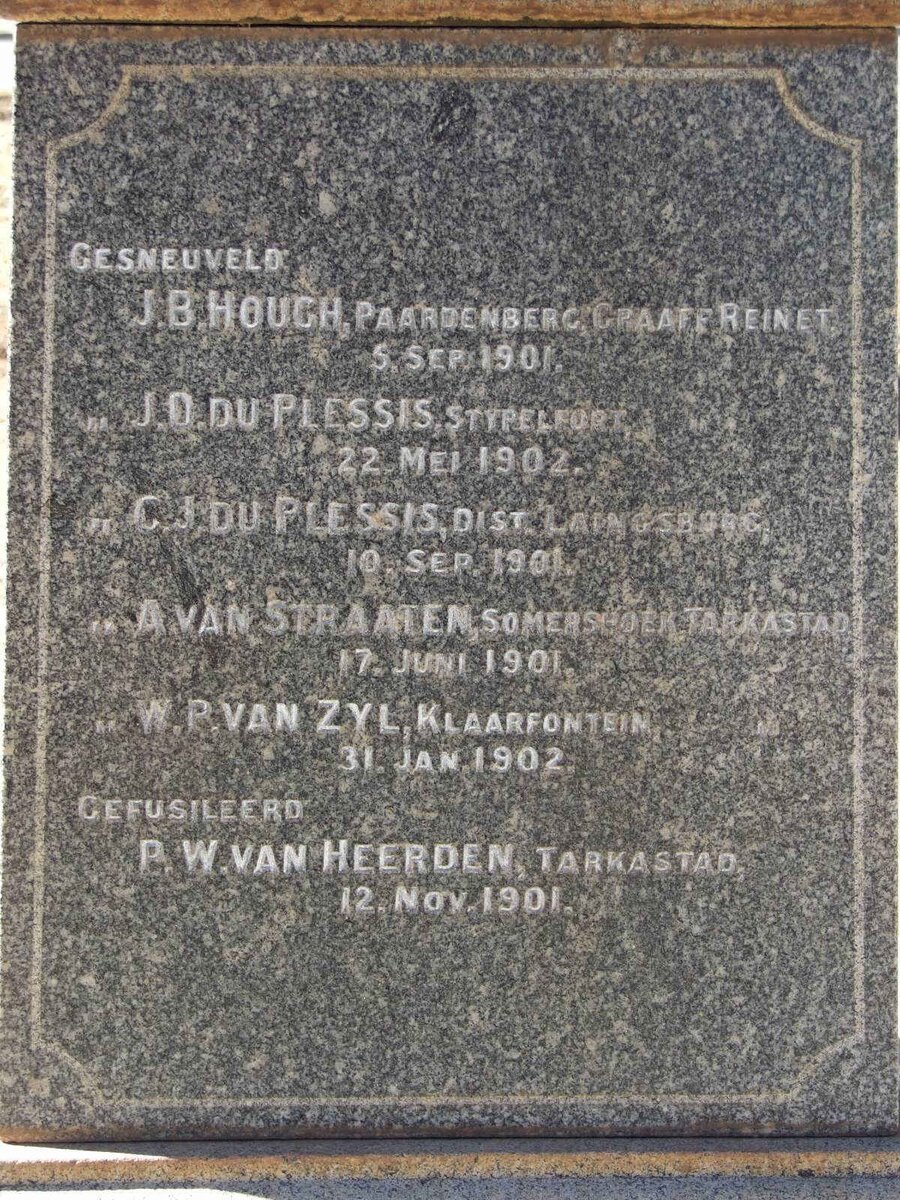 GESNEUVELD
J.B. HOUGH, PAARDENBERG, GRAAFF REINET,
5. SEP. 1901.
" J.D. DU PLESSIS, STYPELFORT, "
22. MEI 1902.
" C.J. DU PLESSIS, DIST. LAINGSBURG,
10. SEP. 1901.
" A. VAN STRAATEN, SOMERSHOEK, TARKASTAD
17. JUNI 1901.
" W.P. VAN ZYL, KLAARFONTEIN, "
31. JAN. 1902.
GEFUSILEERD
P.W. VAN HEERDEN, TARKASTAD,
12. NOV. 1901.